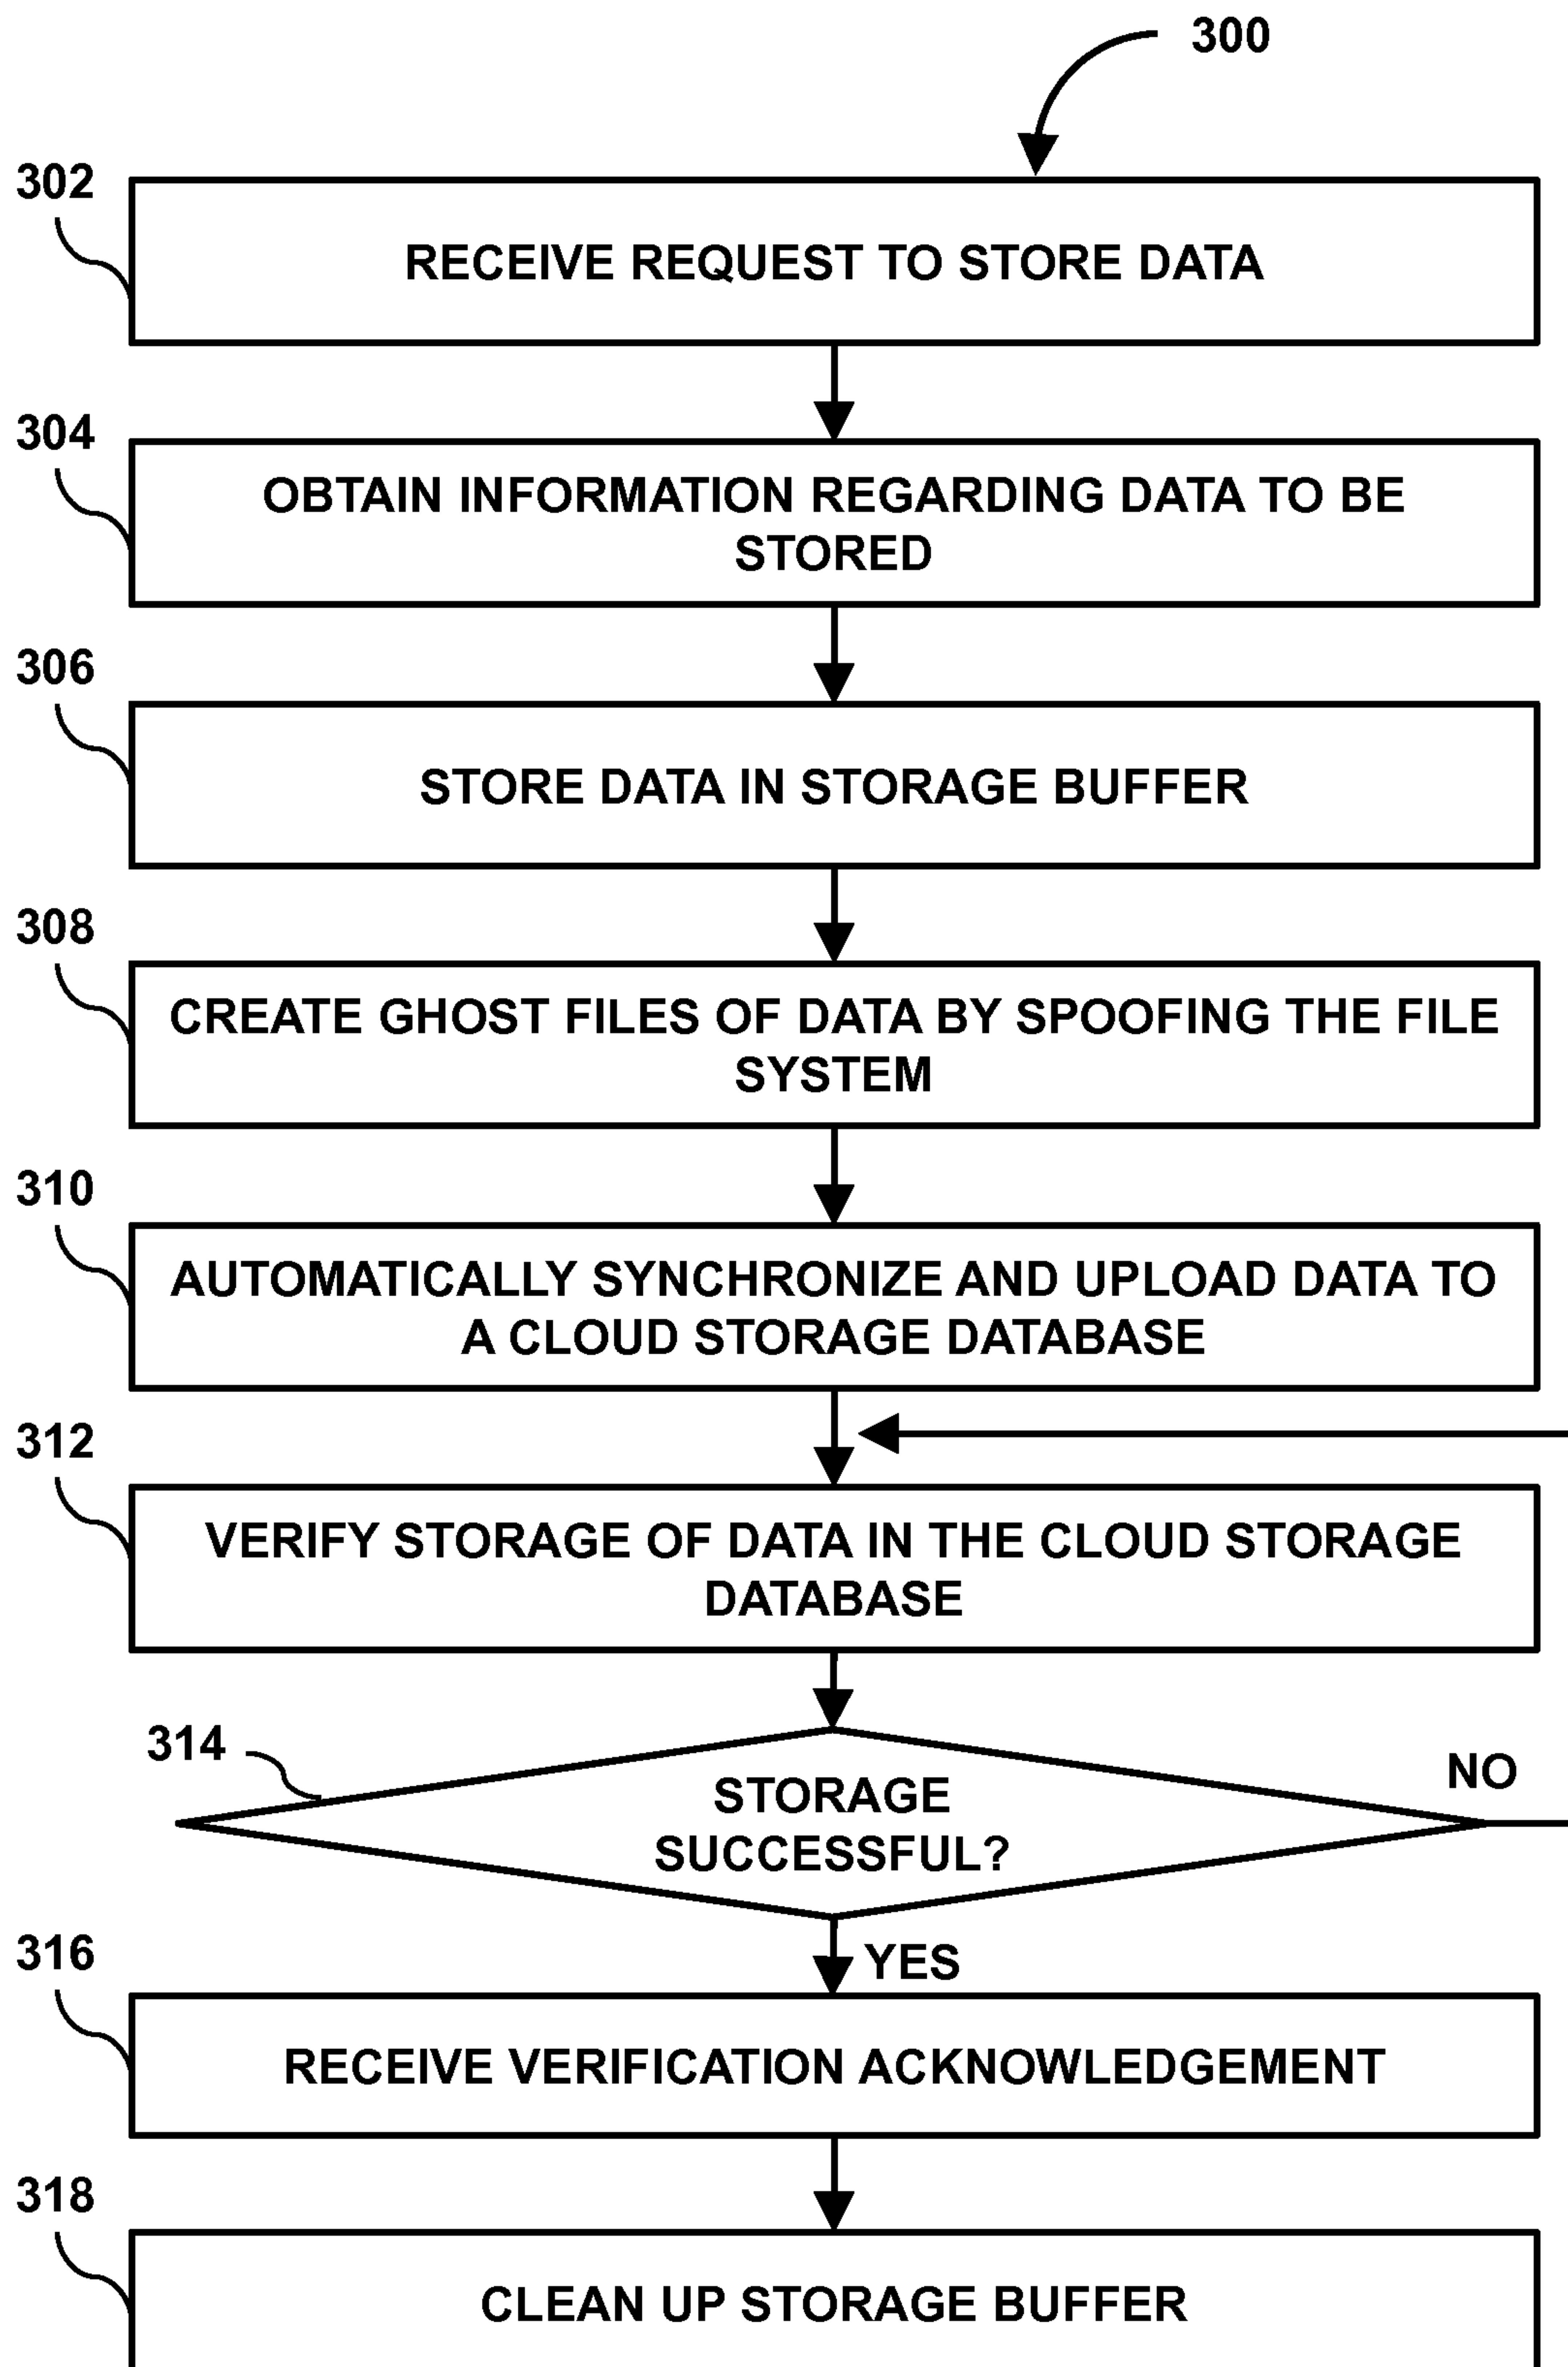 300
302
RECEIVE REQUEST TO STORE DATA
304
OBTAIN INFORMATION REGARDING DATA TO BE
STORED
306
STORE DATA IN STORAGE BUFFER
308
CREATE GHOST FILES OF DATA BY SPOOFING THE FILE
SYSTEM
310
AUTOMATICALLY SYNCHRONIZE AND UPLOAD DATA TO
A CLOUD STORAGE DATABASE
312
VERIFY STORAGE OF DATA IN THE CLOUD STORAGE
DATABASE
314
STORAGE
SUCCESSFUL?
NO
YES
316
RECEIVE VERIFICATION ACKNOWLEDGEMENT
318
CLEAN UP STORAGE BUFFER